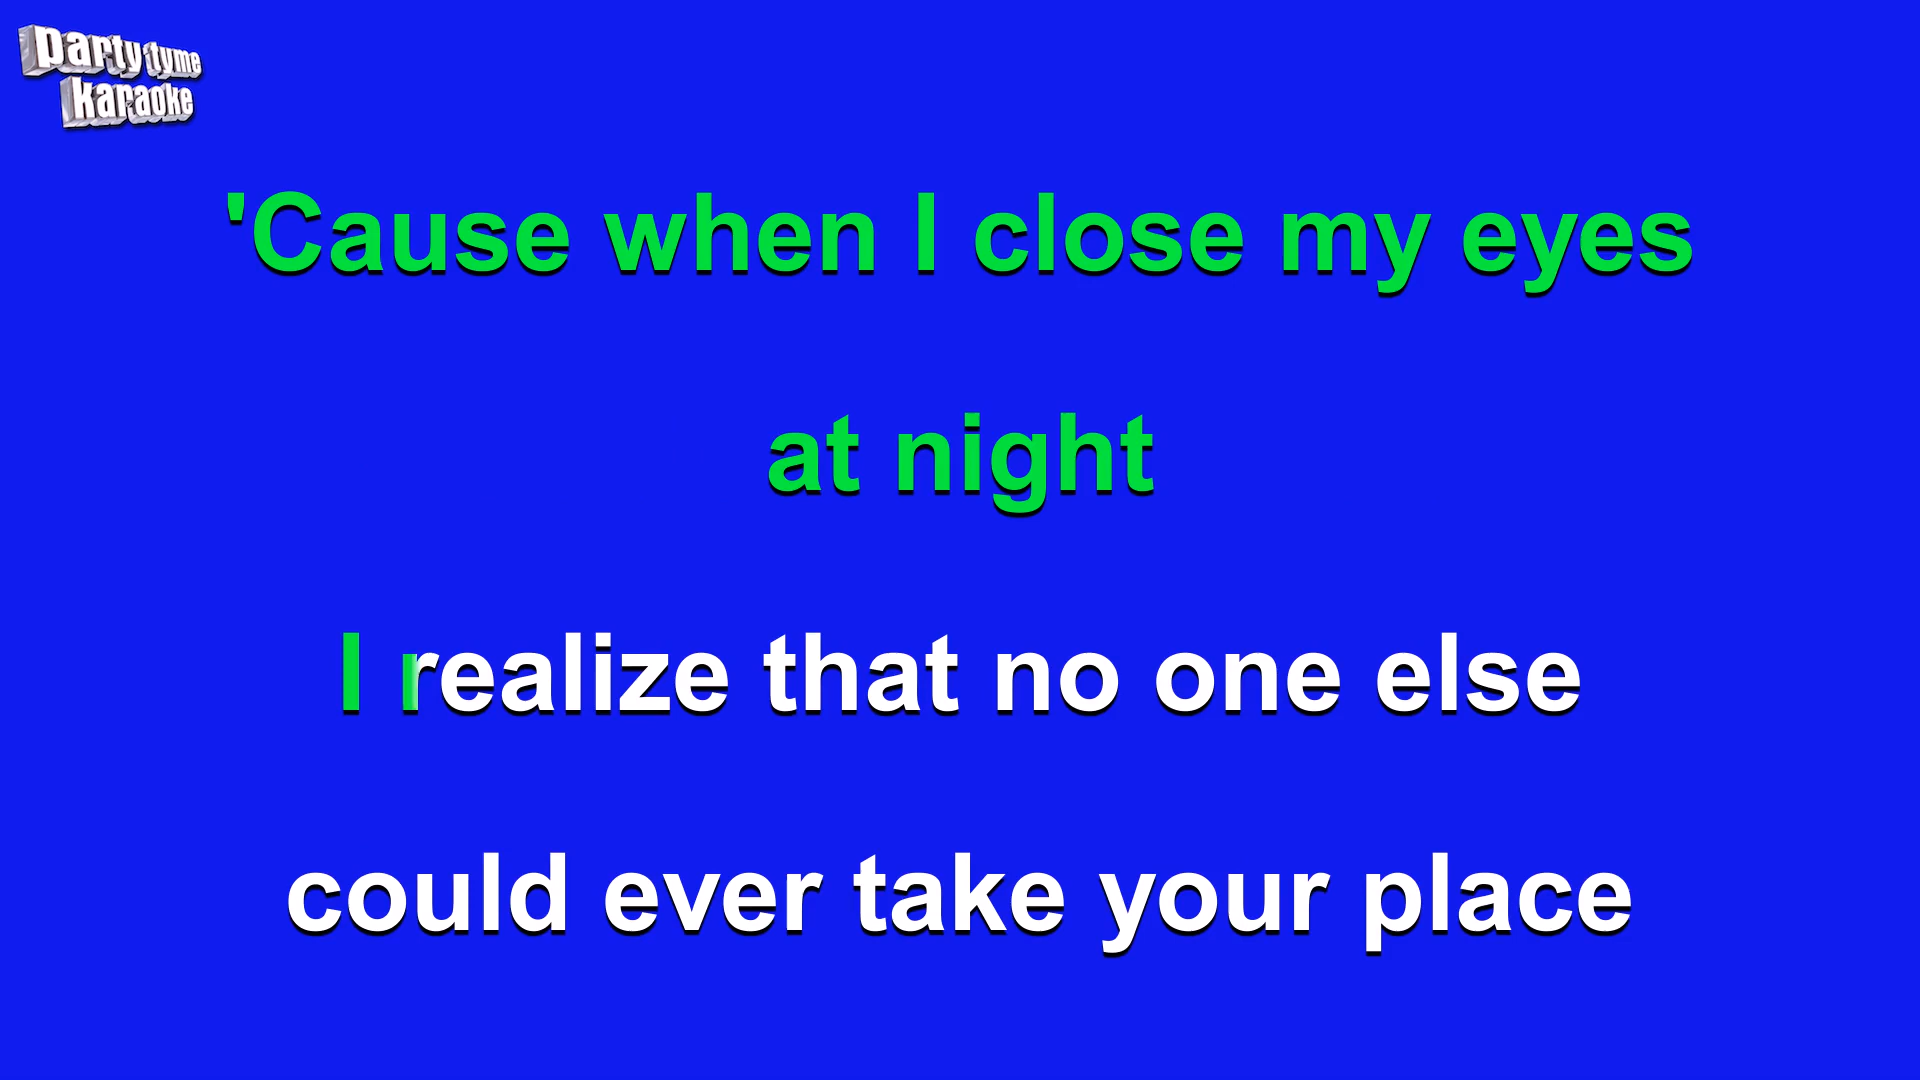 party tyme
karaoke
'Cause when I close my eyes
at night
I realize that no one else
could ever take your place